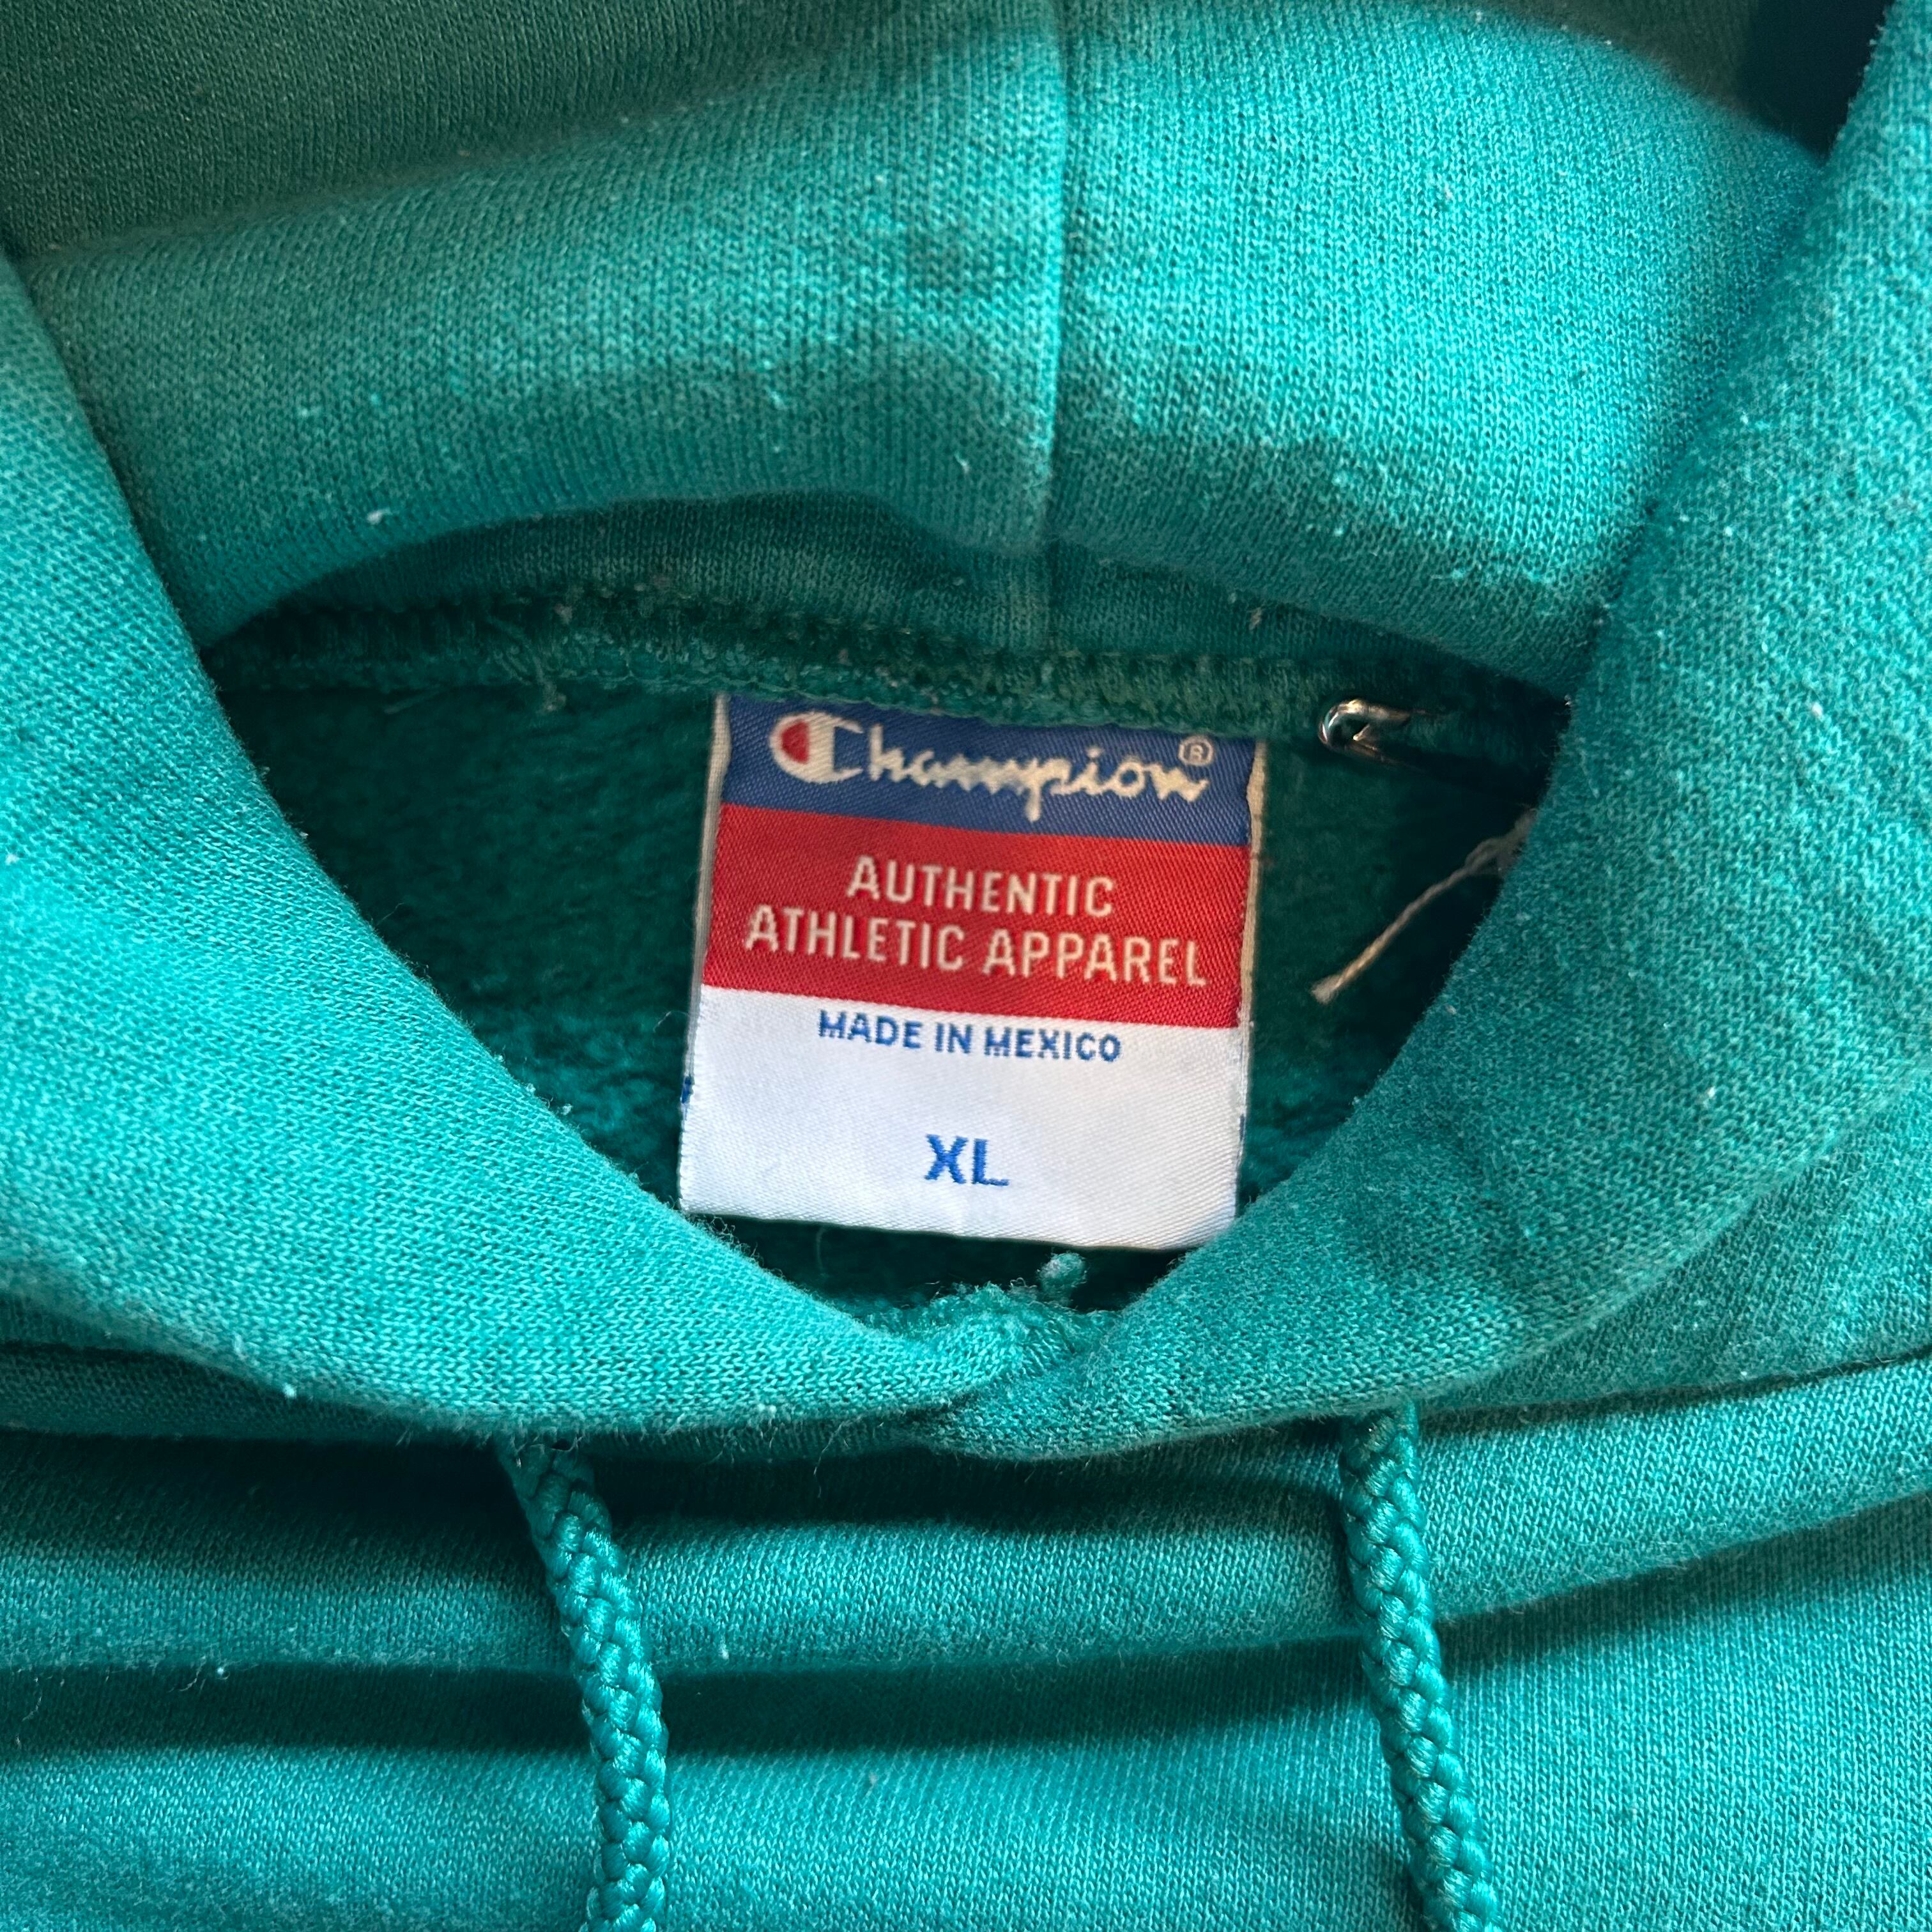 Champion®
AUTHENTIC
ATHLETIC APPAREL
MADE IN MEXICO
XL